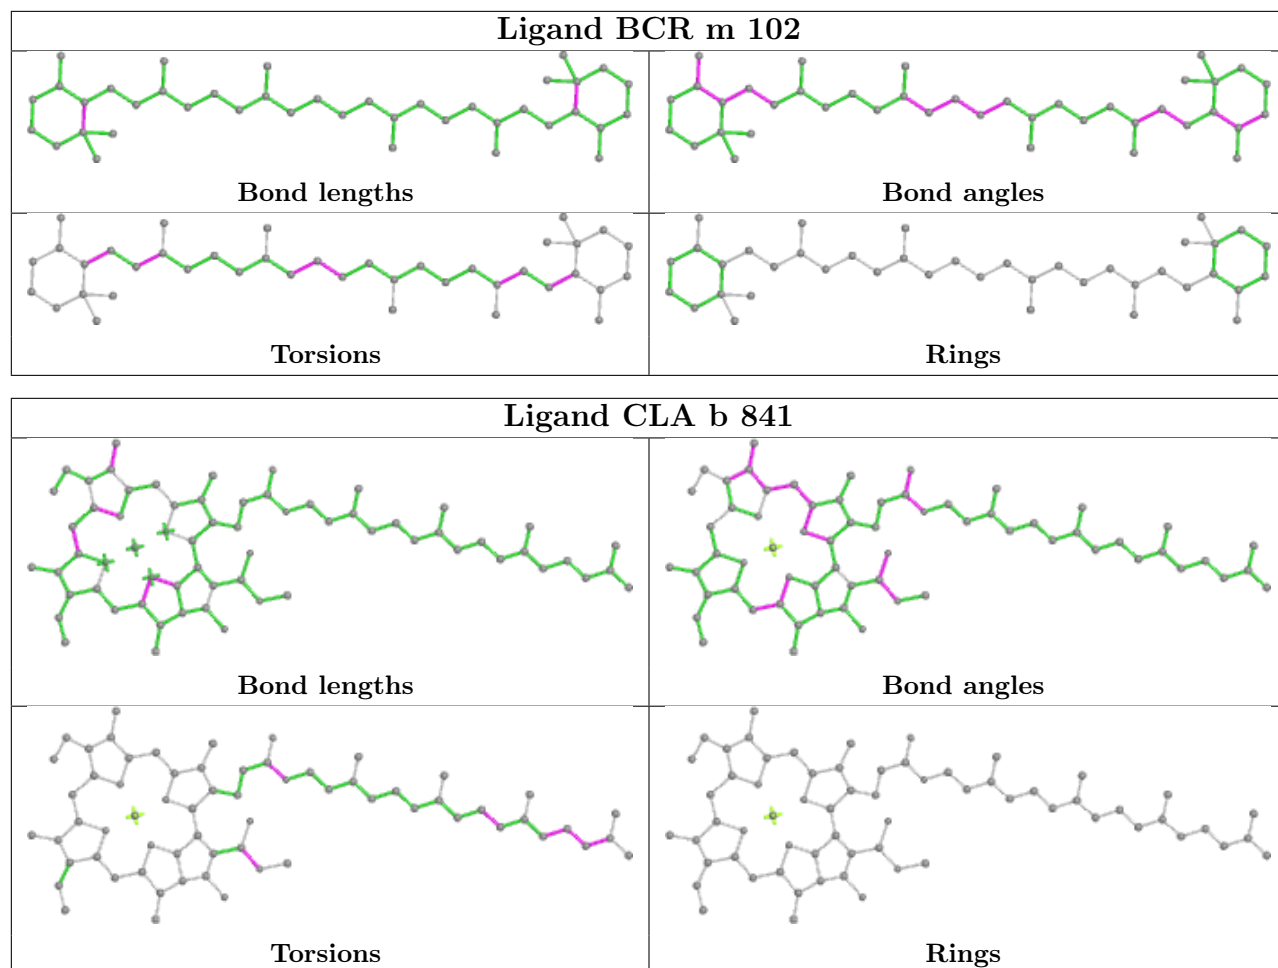 Ligand BCR m 102
Bond lengths
Bond angles
Torsions
Rings
Ligand CLA b 841
Bond lengths
Bond angles
Torsions
Rings